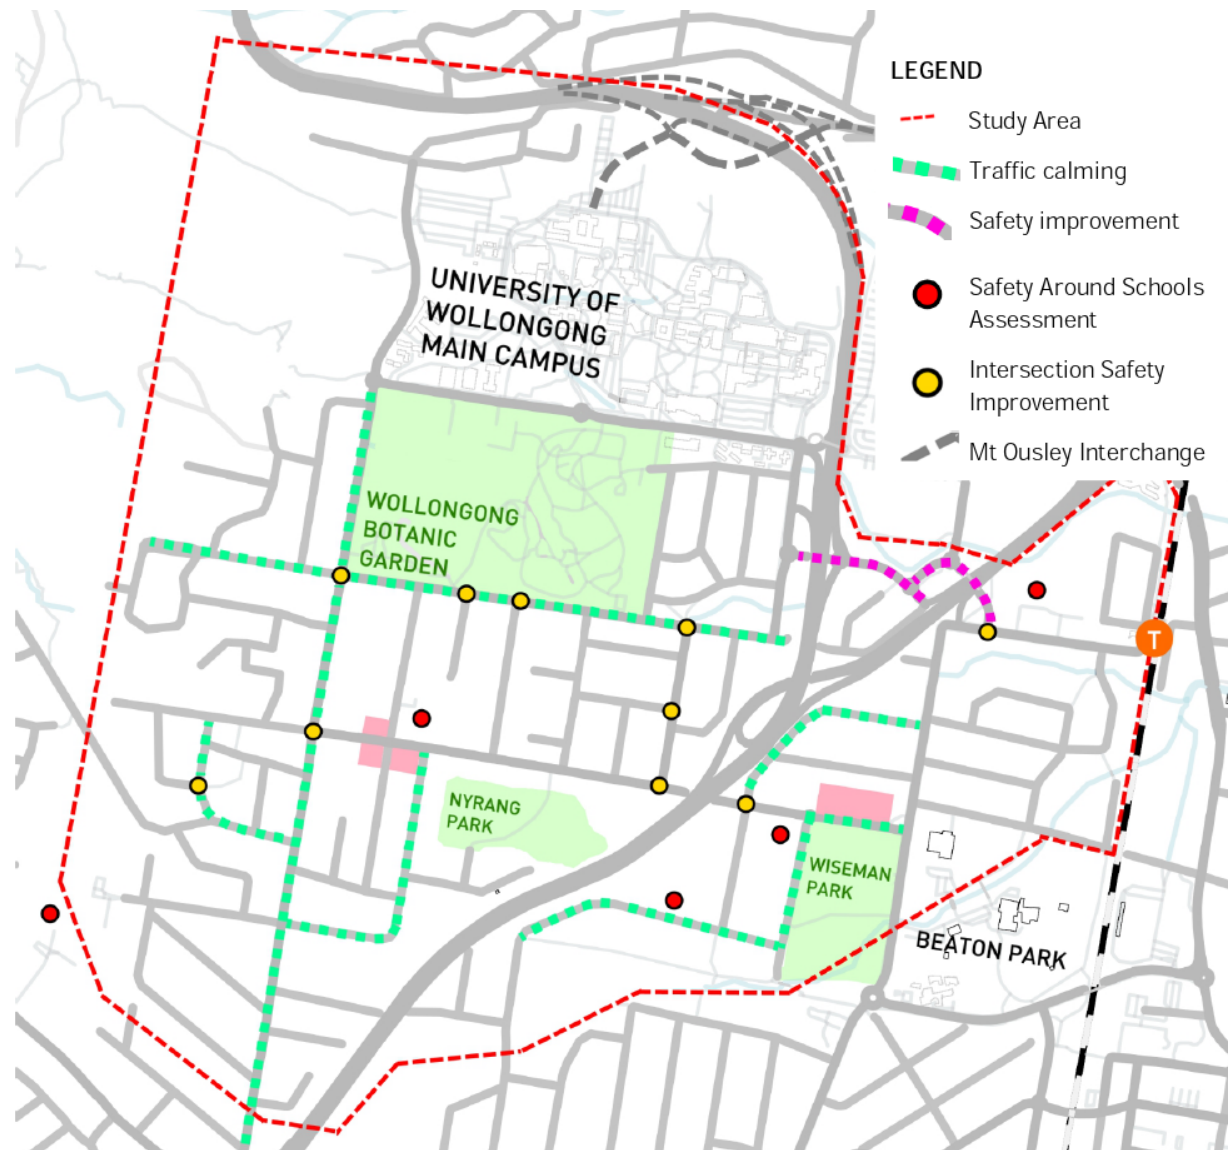 LEGEND
Study Area
Traffic calming
Safety improvement
Safety Around Schools
Assessment
Intersection Safety
Improvement
Mt Ousley Interchange
UNIVERSITY OF
WOLLONGONG
MAIN CAMPUS
WOLLONGONG
BOTANIC
GARDEN
T
NYRANG
PARK
WISEMAN
PARK
BEATON PARK